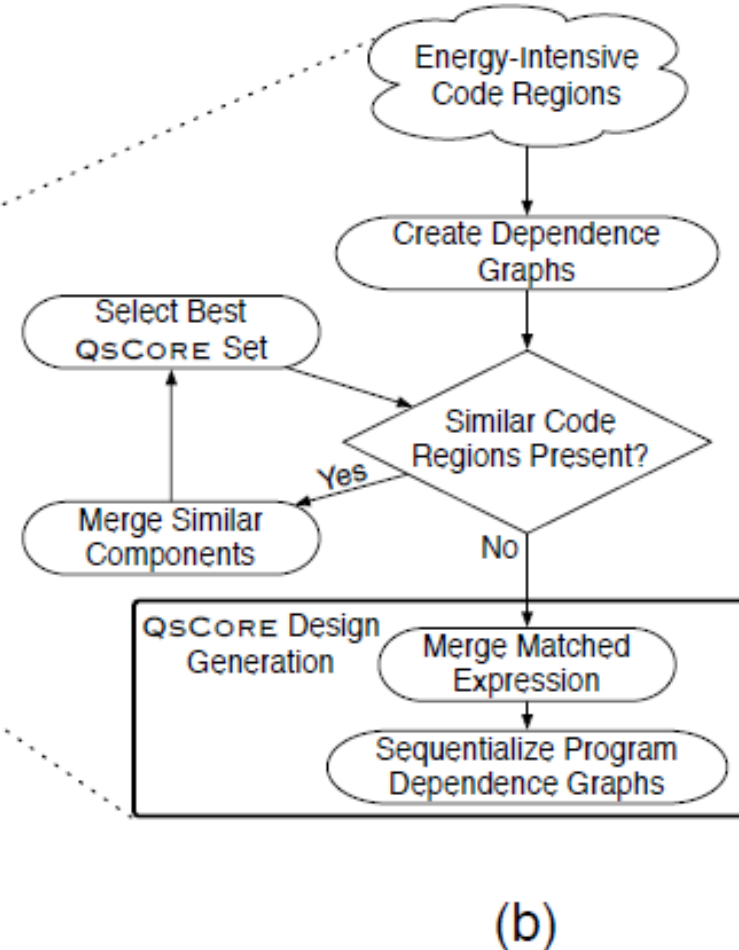 Energy-Intensive
Code Regions
Create Dependence
Graphs
Select Best
QSCORE Set
Similar Code
Regions Present?
Yes
Merge Similar
Components
No
QSCORE Design
Generation
Merge Matched
Expression
Sequentialize Program
Dependence Graphs
(b)